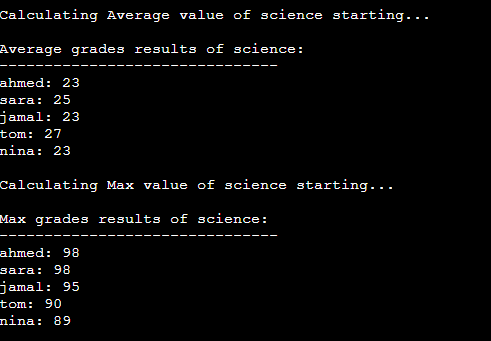 Calculating Average value of science starting...
Average grades results of science:
-------------------------------
ahmed: 23
sara: 25
jamal: 23
tom: 27
nina: 23
Calculating Max value of science starting...
Max grades results of science:
-------------------------------
ahmed: 98
sara: 98
jamal: 95
tom: 90
nina: 89